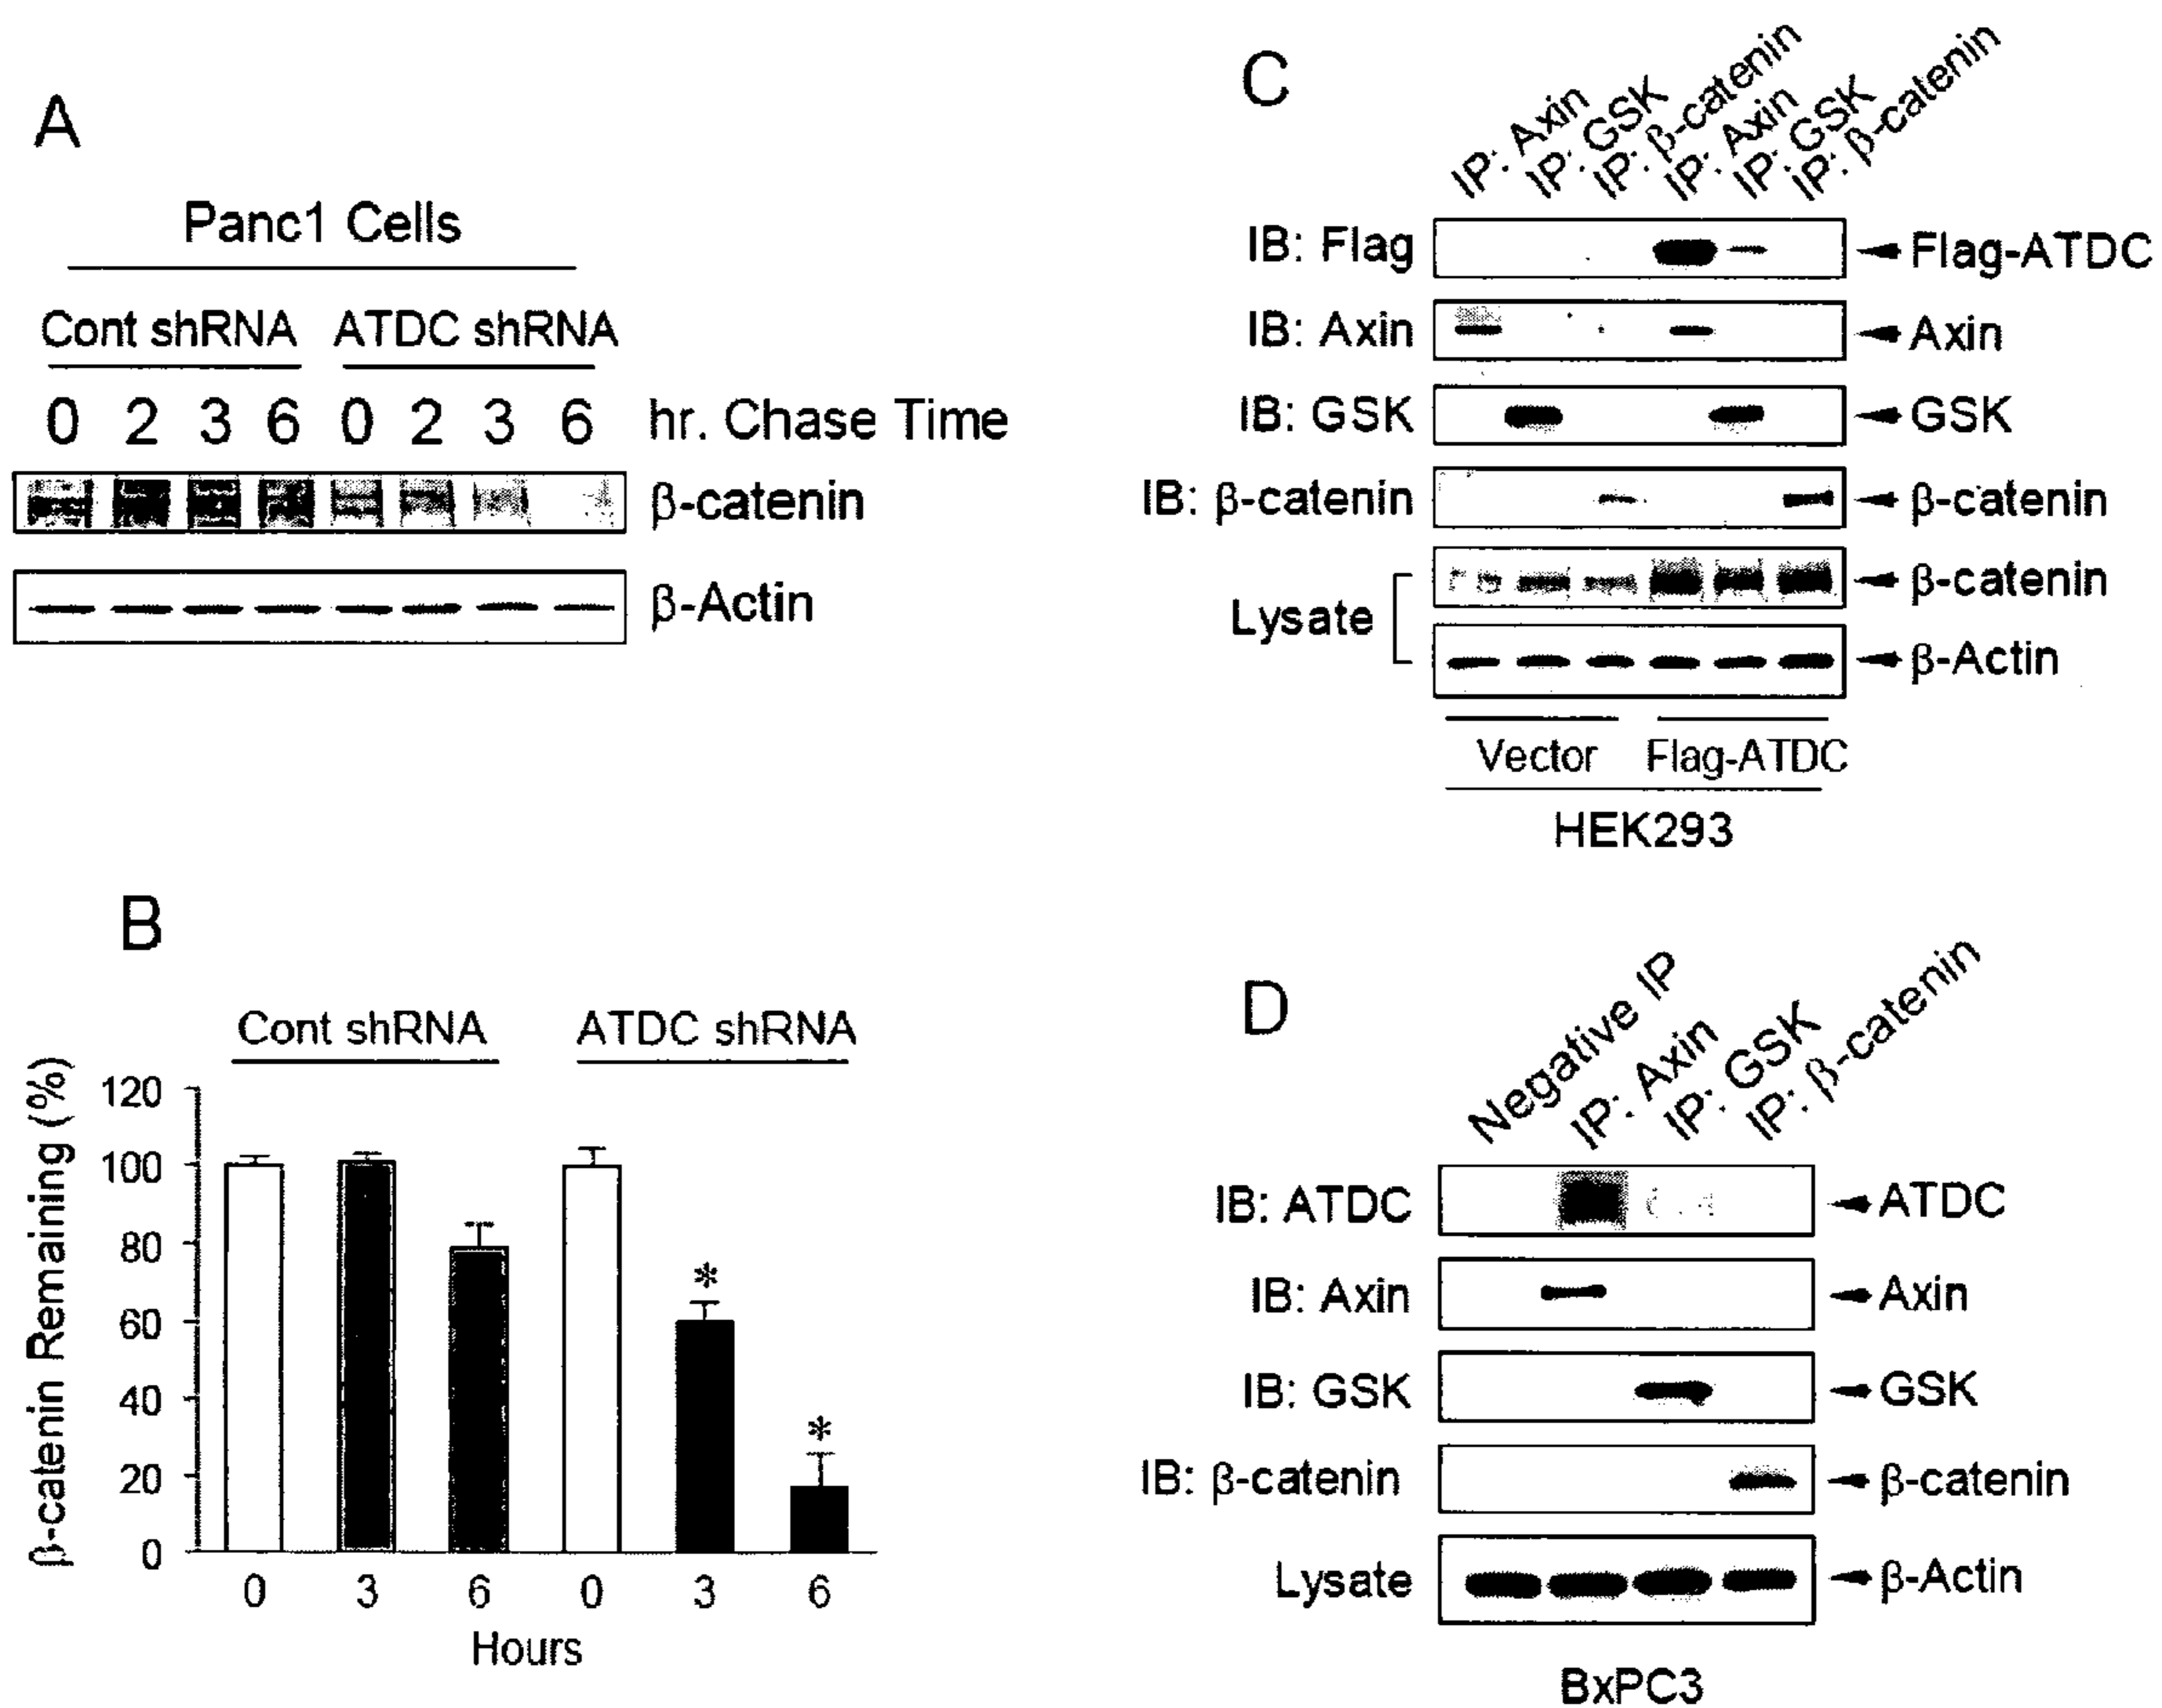 A
Panc1 Cells
Cont shRNA ATDC shRNA
0 2 3 6 0 2 3 6 hr. Chase Time
β-catenin
β-Actin
B
Cont shRNA ATDC shRNA
β-catenin Remaining (%)
120
100
80
60
40
20
0
* *
0 3 6 0 3 6
Hours
C
IP: Axin
IP: GSK
IP: β-catenin
IP: Axin
IP: GSK
IP: β-catenin
IB: Flag Flag-ATDC
IB: Axin Axin
IB: GSK GSK
IB: β-catenin β-catenin
Lysate
β-catenin
β-Actin
Vector Flag-ATDC
HEK293
D
Negative IP
IP: Axin
IP: GSK
IP: β-catenin
IB: ATDC ATDC
IB: Axin Axin
IB: GSK GSK
IB: β-catenin β-catenin
Lysate β-Actin
BxPC3